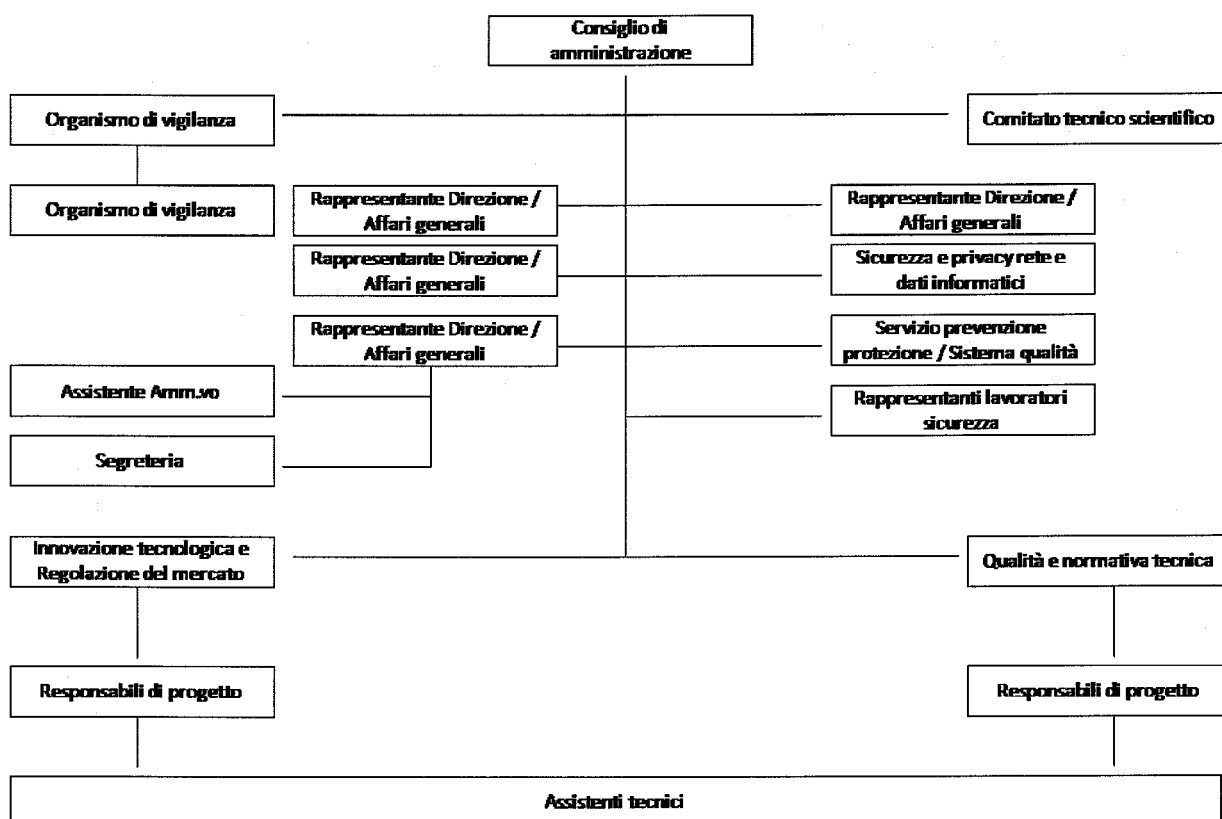 Consiglio di
amministrazione
Organismo di vigilanza
Comitato tecnico scientifico
Organismo di vigilanza
Rappresentante Direzione /
Affari generali
Rappresentante Direzione /
Affari generali
Rappresentante Direzione /
Affari generali
Sicurezza e privacy rete e
dati informatici
Rappresentante Direzione /
Affari generali
Servizio prevenzione
protezione / Sistema qualità
Assistente Amm.vo
Rappresentanti lavoratori
sicurezza
Segreteria
Innovazione tecnologica e
Regolazione del mercato
Qualità e normativa tecnica
Responsabili di progetto
Responsabili di progetto
Assistenti tecnici